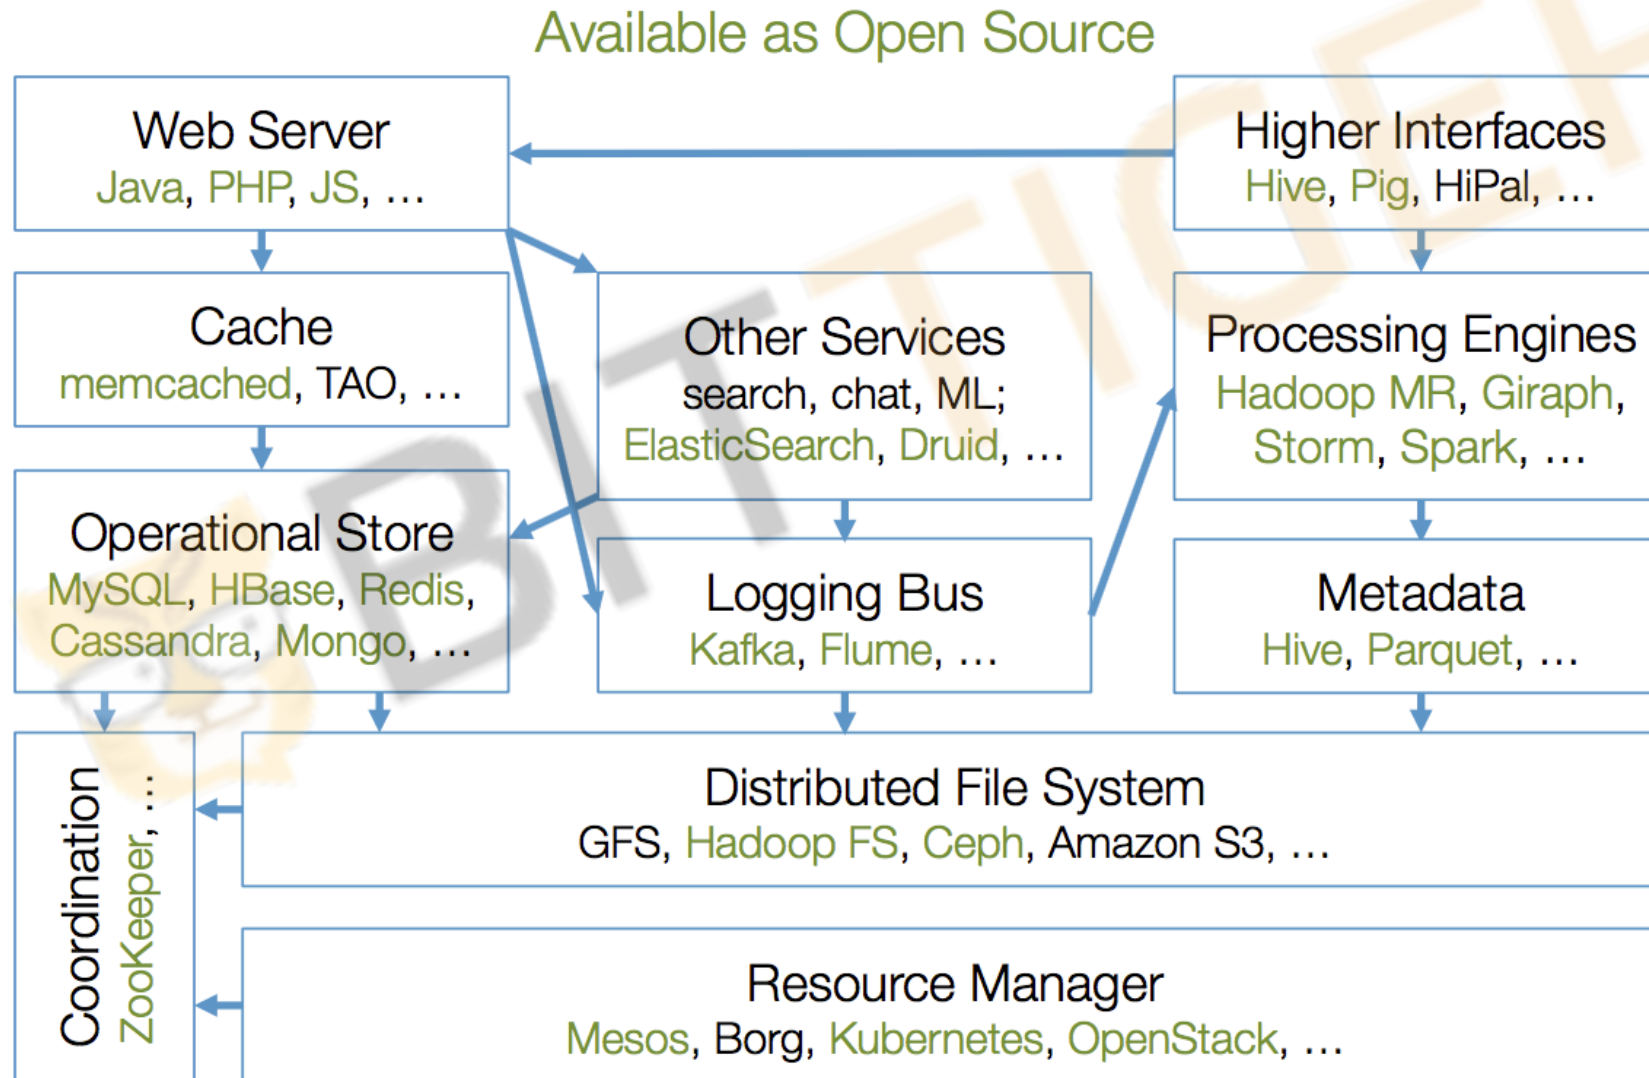 Available as Open Source
Web Server
Java, PHP, JS, ...
Higher Interfaces
Hive, Pig, HiPal, ...
Cache
memcached, TAO, ...
Other Services
search, chat, ML;
ElasticSearch, Druid, ...
Processing Engines
Hadoop MR, Giraph,
Storm, Spark, ...
Operational Store
MySQL, HBase, Redis,
Cassandra, Mongo, ...
Logging Bus
Kafka, Flume, ...
Metadata
Hive, Parquet, ...
Coordination
ZooKeeper, ...
Distributed File System
GFS, Hadoop FS, Ceph, Amazon S3, ...
Resource Manager
Mesos, Borg, Kubernetes, OpenStack, ...
BIT TIGER